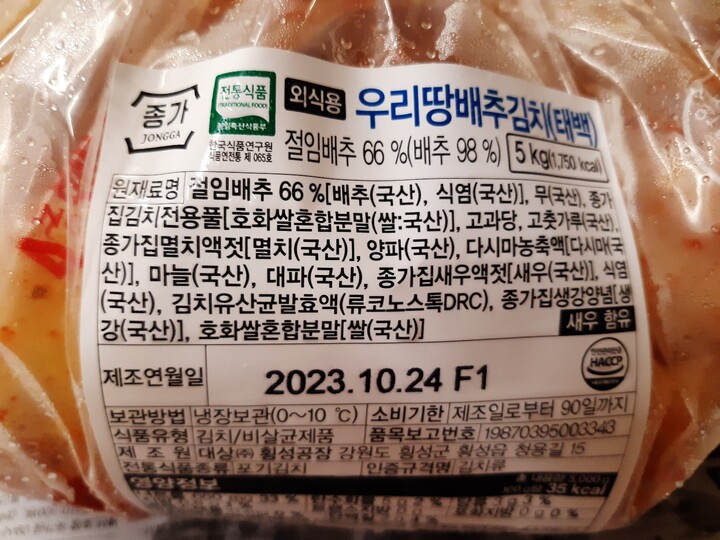 종가
JONGGA
전통식품
TRADITIONAL FOOD
농림축산식품부
한국식품연구원
식품연전통 제 065호
외식용 우리땅배추김치(태백)
절임배추 66 %(배추 98 %) 5 kg(1,750 kcal)
원재료명 절임배추 66 %[배추(국산), 식염(국산)], 무(국산), 종가
집김치전용풀[호화쌀혼합분말(쌀:국산)], 고과당, 고춧가루(국산),
종가집멸치액젓[멸치(국산)], 양파(국산), 다시마농축액[다시마(국
산)], 마늘(국산), 대파(국산), 종가집새우액젓[새우(국산)], 식염
(국산), 김치유산균발효액(류코노스톡DRC), 종가집생강양념[생
강(국산)], 호화쌀혼합분말[쌀(국산)]
새우 함유
제조연월일 2023.10.24 F1
HACCP
보관방법 냉장보관(0~10 ℃) 소비기한 제조일로부터 90일까지
식품유형 김치/비살균제품 품목보고번호 19870395003343
제 조 원 대상㈜ 횡성공장 강원도 횡성군 횡성읍 청용길 15
전통식품종류 포기김치 인증규격명 김치류
영양정보 총 내용량 5,000 g
100 g당 35 kcal